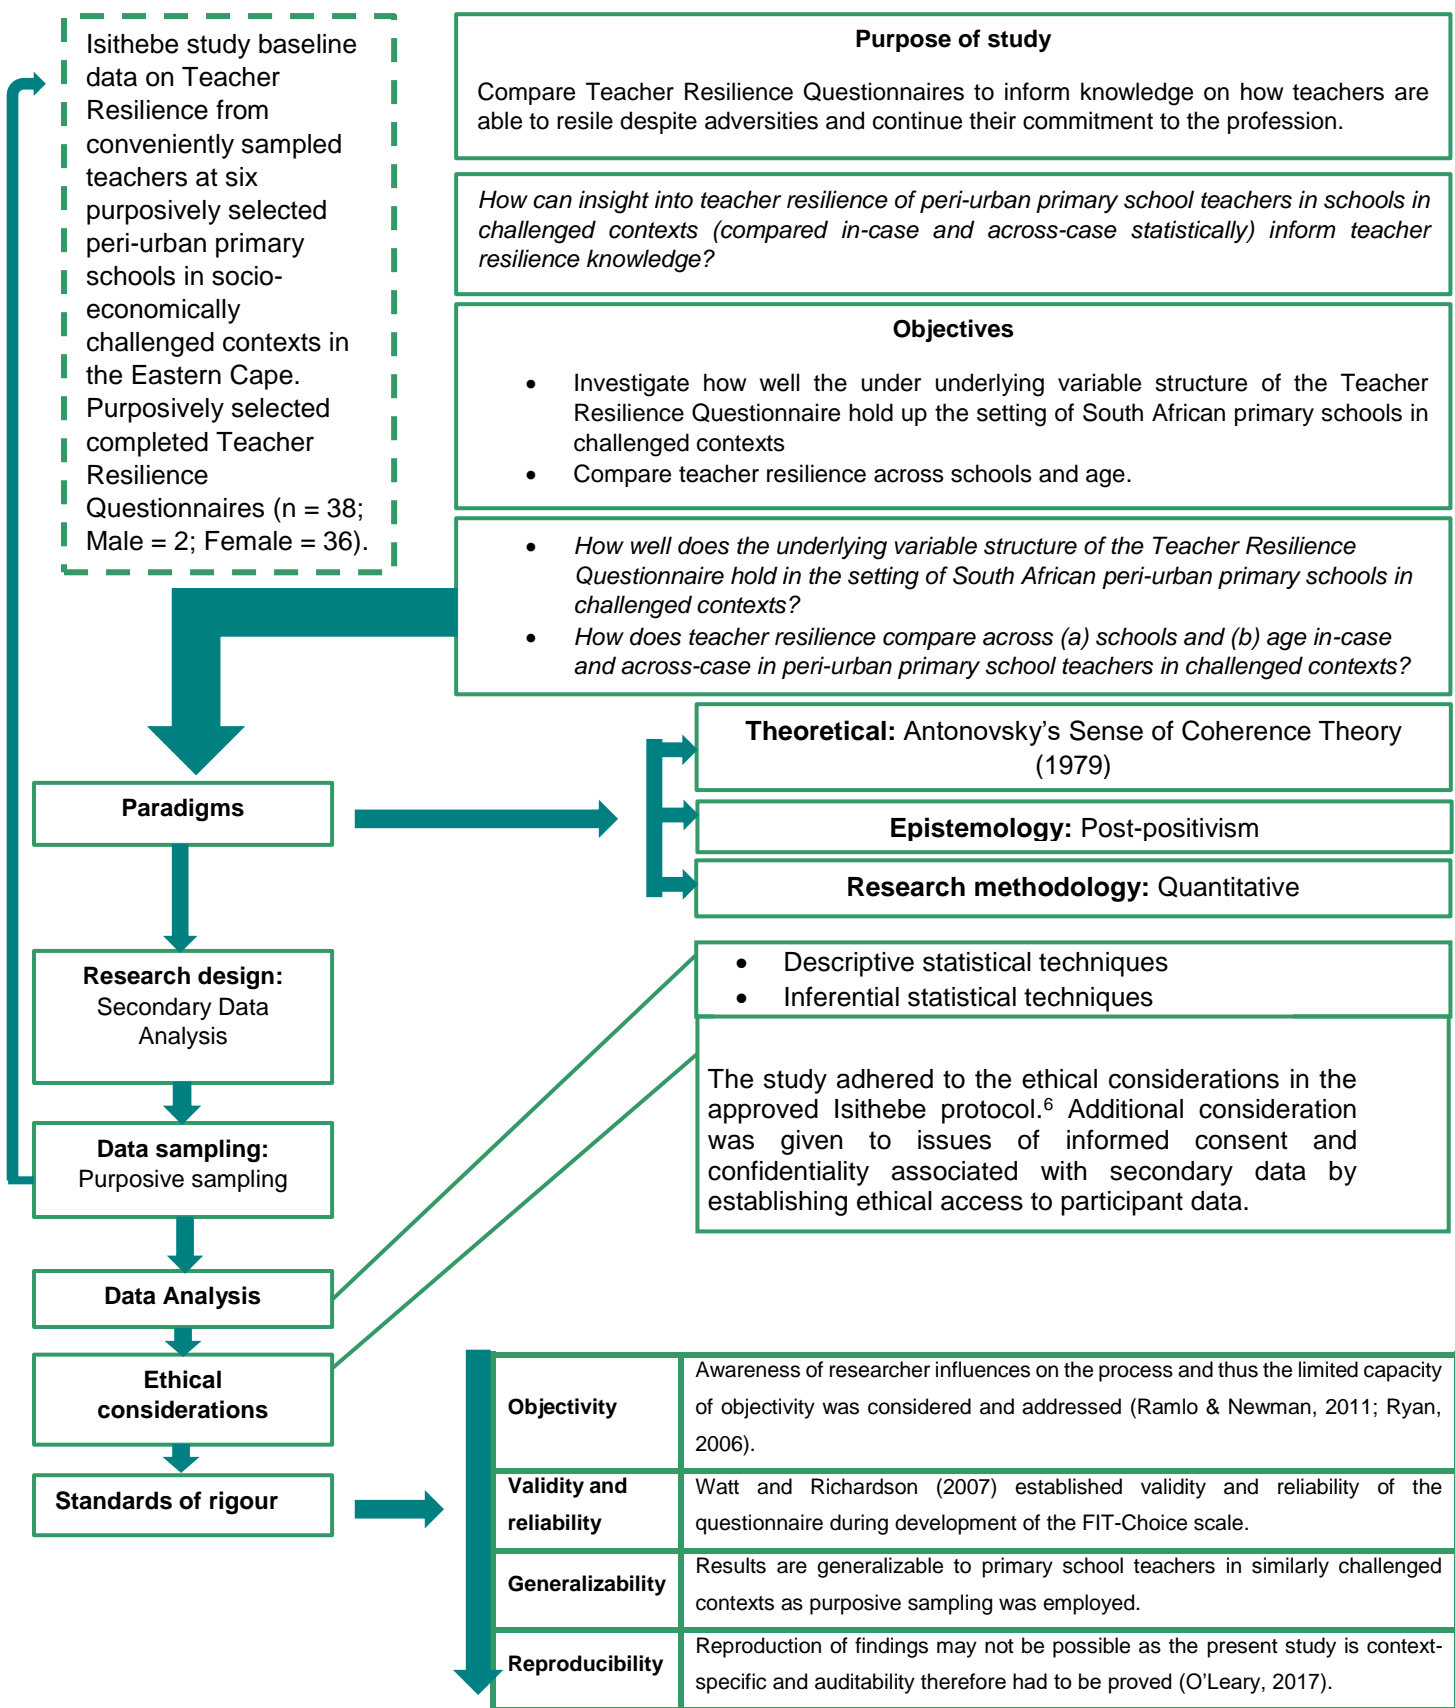 Isithebe study baseline
data on Teacher
Resilience from
conveniently sampled
teachers at six
purposively selected
peri-urban primary
schools in socio-
economically
challenged contexts in
the Eastern Cape.
Purposively selected
completed Teacher
Resilience
Questionnaires (n = 38;
Male = 2; Female = 36).
Purpose of study
Compare Teacher Resilience Questionnaires to inform knowledge on how teachers are
able to resile despite adversities and continue their commitment to the profession.
How can insight into teacher resilience of peri-urban primary school teachers in schools in
challenged contexts (compared in-case and across-case statistically) inform teacher
resilience knowledge?
Objectives
• Investigate how well the under underlying variable structure of the Teacher
Resilience Questionnaire hold up the setting of South African primary schools in
challenged contexts
• Compare teacher resilience across schools and age.
• How well does the underlying variable structure of the Teacher Resilience
Questionnaire hold in the setting of South African peri-urban primary schools in
challenged contexts?
• How does teacher resilience compare across (a) schools and (b) age in-case
and across-case in peri-urban primary school teachers in challenged contexts?
Paradigms
Theoretical: Antonovsky’s Sense of Coherence Theory
(1979)
Epistemology: Post-positivism
Research methodology: Quantitative
Research design:
Secondary Data
Analysis
• Descriptive statistical techniques
• Inferential statistical techniques
The study adhered to the ethical considerations in the
approved Isithebe protocol.⁶ Additional consideration
was given to issues of informed consent and
confidentiality associated with secondary data by
establishing ethical access to participant data.
Data sampling:
Purposive sampling
Data Analysis
Ethical
considerations
Standards of rigour
Objectivity
Awareness of researcher influences on the process and thus the limited capacity
of objectivity was considered and addressed (Ramlo & Newman, 2011; Ryan,
2006).
Validity and
reliability
Watt and Richardson (2007) established validity and reliability of the
questionnaire during development of the FIT-Choice scale.
Generalizability
Results are generalizable to primary school teachers in similarly challenged
contexts as purposive sampling was employed.
Reproducibility
Reproduction of findings may not be possible as the present study is context-
specific and auditability therefore had to be proved (O’Leary, 2017).